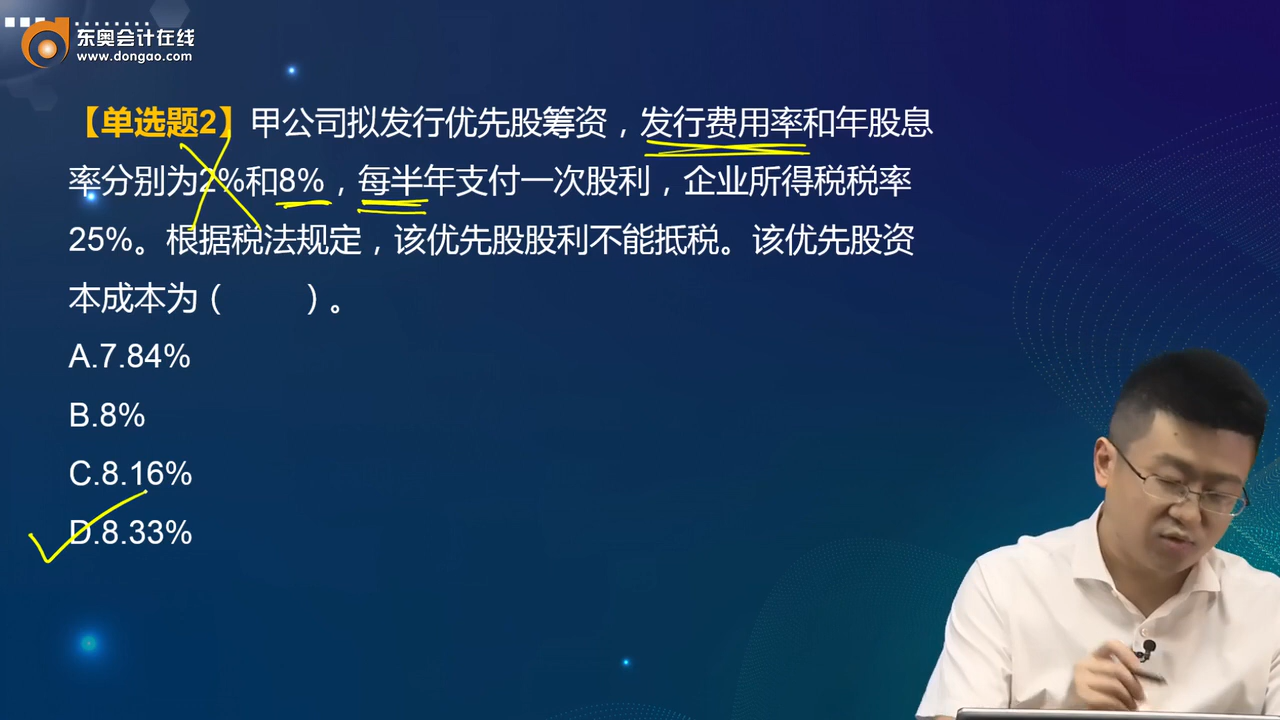 东奥会计在线
www.dongao.com
【单选题2】甲公司拟发行优先股筹资，发行费用率和年股息
率分别为2%和8%，每半年支付一次股利，企业所得税税率
25%。根据税法规定，该优先股股利不能抵税。该优先股资
本成本为（　　）。
A.7.84%
B.8%
C.8.16%
D.8.33%